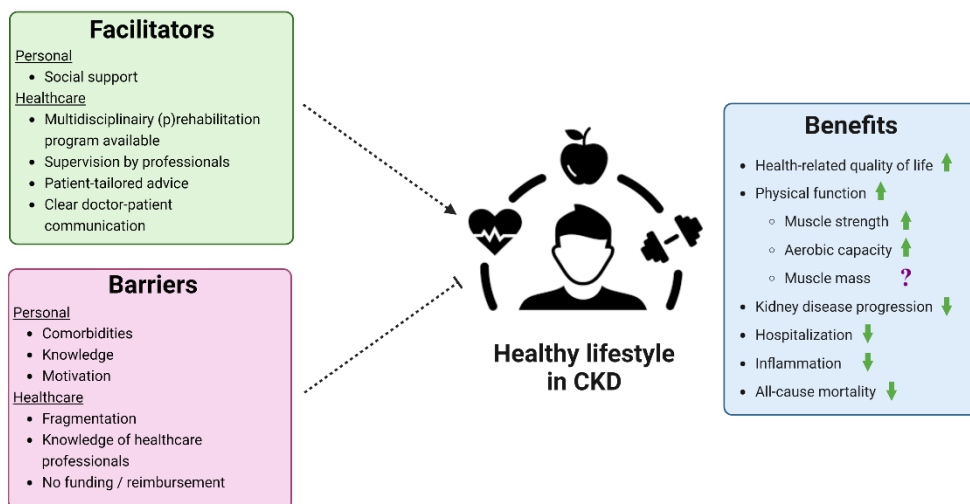 Facilitators
Personal
• Social support
Healthcare
• Multidisciplinairy (p)rehabilitation
program available
• Supervision by professionals
• Patient-tailored advice
• Clear doctor-patient
communication
Barriers
Personal
• Comorbidities
• Knowledge
• Motivation
Healthcare
• Fragmentation
• Knowledge of healthcare
professionals
• No funding / reimbursement
Healthy lifestyle
in CKD
Benefits
• Health-related quality of life
• Physical function
○ Muscle strength
○ Aerobic capacity
○ Muscle mass ?
• Kidney disease progression
• Hospitalization
• Inflammation
• All-cause mortality